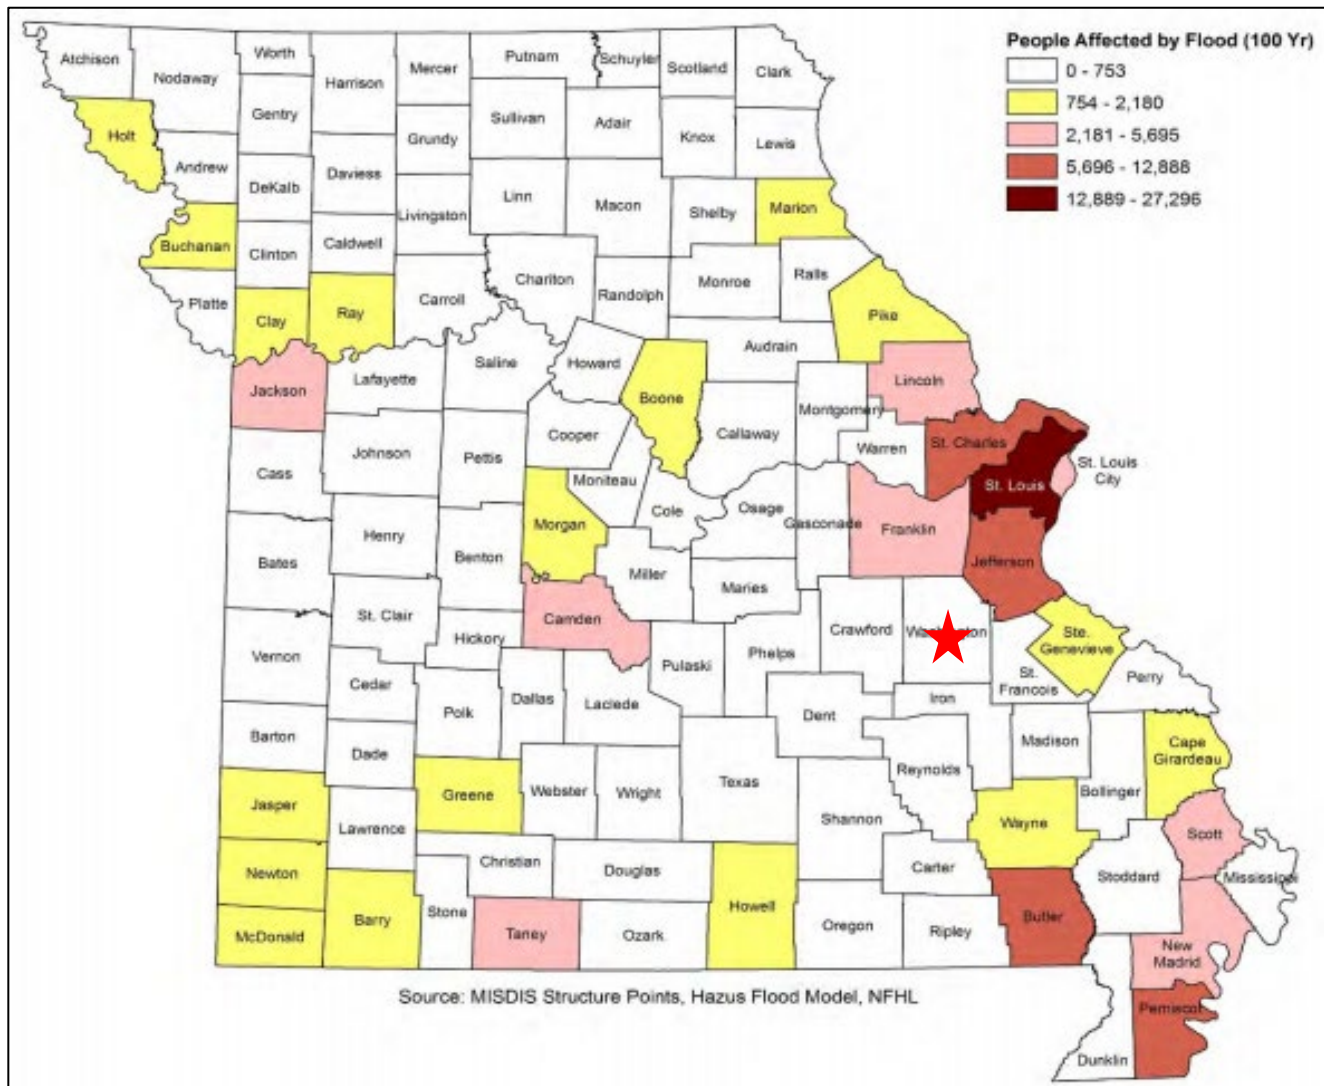 People Affected by Flood (100 Yr)
0 - 753
754 - 2,180
2,181 - 5,695
5,696 - 12,888
12,889 - 27,296
Atchison
Nodaway
Worth
Harrison
Mercer
Putnam
Schuyler
Scotland
Clark
Holt
Gentry
Grundy
Sullivan
Adair
Knox
Lewis
Andrew
DeKalb
Daviess
Livingston
Linn
Macon
Shelby
Marion
Buchanan
Clinton
Caldwell
Chariton
Randolph
Monroe
Ralls
Platte
Clay
Ray
Carroll
Pike
Audrain
Jackson
Lafayette
Saline
Howard
Boone
Lincoln
Callaway
Montgomery
Cass
Johnson
Pettis
Cooper
Warren
St. Charles
Moniteau
St. Louis
City
St. Louis
Morgan
Cole
Osage
Gasconade
Franklin
Henry
Bates
Benton
Miller
Maries
Jefferson
St. Clair
Camden
Hickory
Crawford
Ste.
Genevieve
Vernon
Pulaski
Phelps
St.
Francois
Perry
Cedar
Polk
Dallas
Laclede
Iron
Dent
Barton
Dade
Madison
Cape
Girardeau
Texas
Reynolds
Bollinger
Jasper
Greene
Webster
Wright
Lawrence
Shannon
Wayne
Scott
Christian
Douglas
Carter
Newton
Stoddard
Mississippi
Barry
Stone
Howell
Butler
McDonald
Taney
Ozark
Oregon
Ripley
New
Madrid
Source: MISDIS Structure Points, Hazus Flood Model, NFHL
Pemiscot
Dunklin